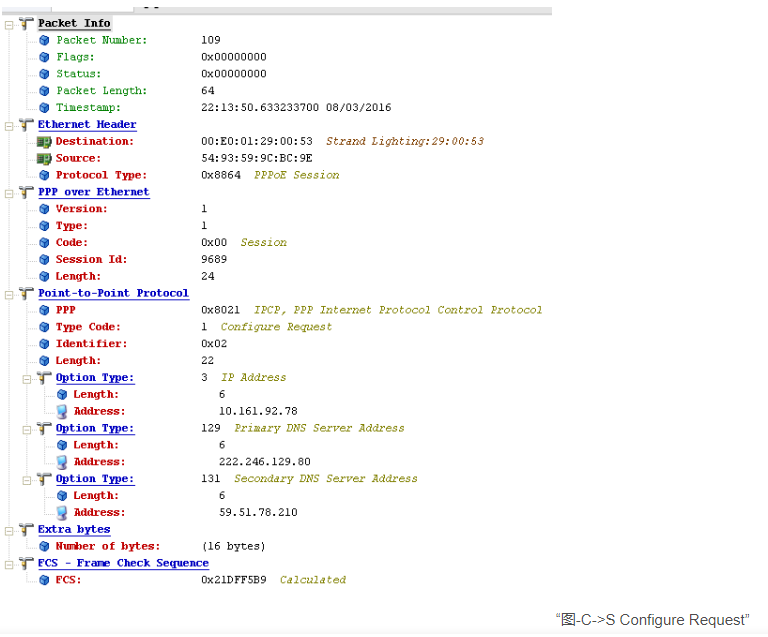 Packet Info
Packet Number: 109
Flags: 0x00000000
Status: 0x00000000
Packet Length: 64
Timestamp: 22:13:50.633233700 08/03/2016
Ethernet Header
Destination: 00:E0:01:29:00:53 Strand Lighting:29:00:53
Source: 54:93:59:9C:BC:9E
Protocol Type: 0x8864 PPPoE Session
PPP over Ethernet
Version: 1
Type: 1
Code: 0x00 Session
Session Id: 9689
Length: 24
Point-to-Point Protocol
PPP 0x8021 IPCP, PPP Internet Protocol Control Protocol
Type Code: 1 Configure Request
Identifier: 0x02
Length: 22
Option Type: 3 IP Address
Length: 6
Address: 10.161.92.78
Option Type: 129 Primary DNS Server Address
Length: 6
Address: 222.246.129.80
Option Type: 131 Secondary DNS Server Address
Length: 6
Address: 59.51.78.210
Extra bytes
Number of bytes: (16 bytes)
FCS - Frame Check Sequence
FCS: 0x21DFF5B9 Calculated
“图-C->S Configure Request”